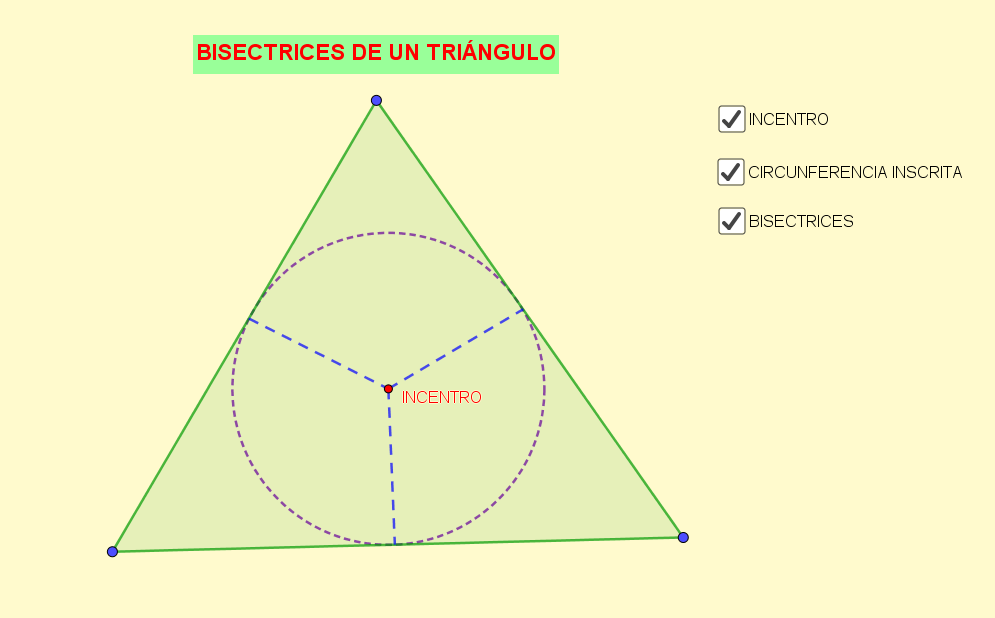 BISECTRICES DE UN TRIÁNGULO
INCENTRO
CIRCUNFERENCIA INSCRITA
BISECTRICES
INCENTRO